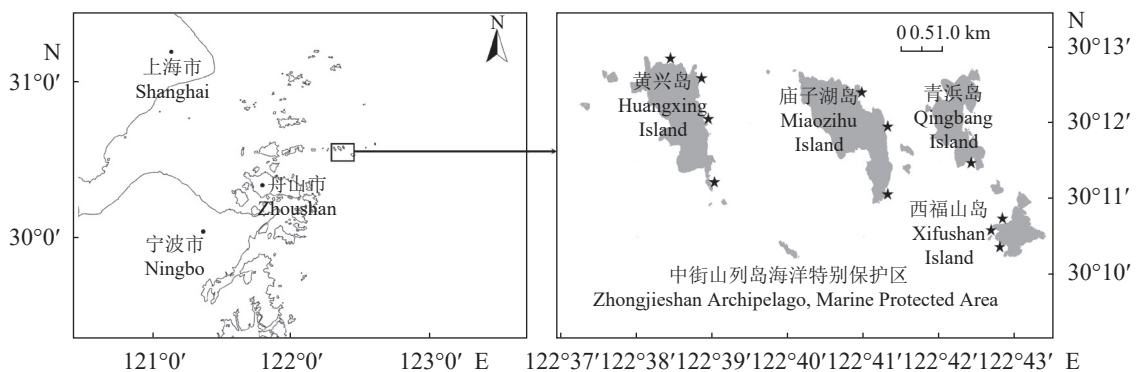 N
31°0′
30°0′
上海市
Shanghai
舟山市
Zhoushan
宁波市
Ningbo
N
121°0′ 122°0′ 123°0′ E
N
0 0.51.0 km
30°13′
30°12′
30°11′
30°10′
黄兴岛
Huangxing
Island
庙子湖岛
Miaozihu
Island
青浜岛
Qingbang
Island
西福山岛
Xifushan
Island
中街山列岛海洋特别保护区
Zhongjieshan Archipelago, Marine Protected Area
122°37′122°38′122°39′122°40′122°41′122°42′122°43′ E